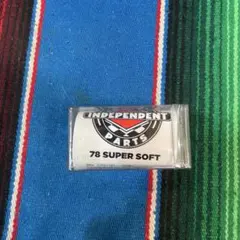 INDEPENDENT
PARTS
78 SUPER SOFT